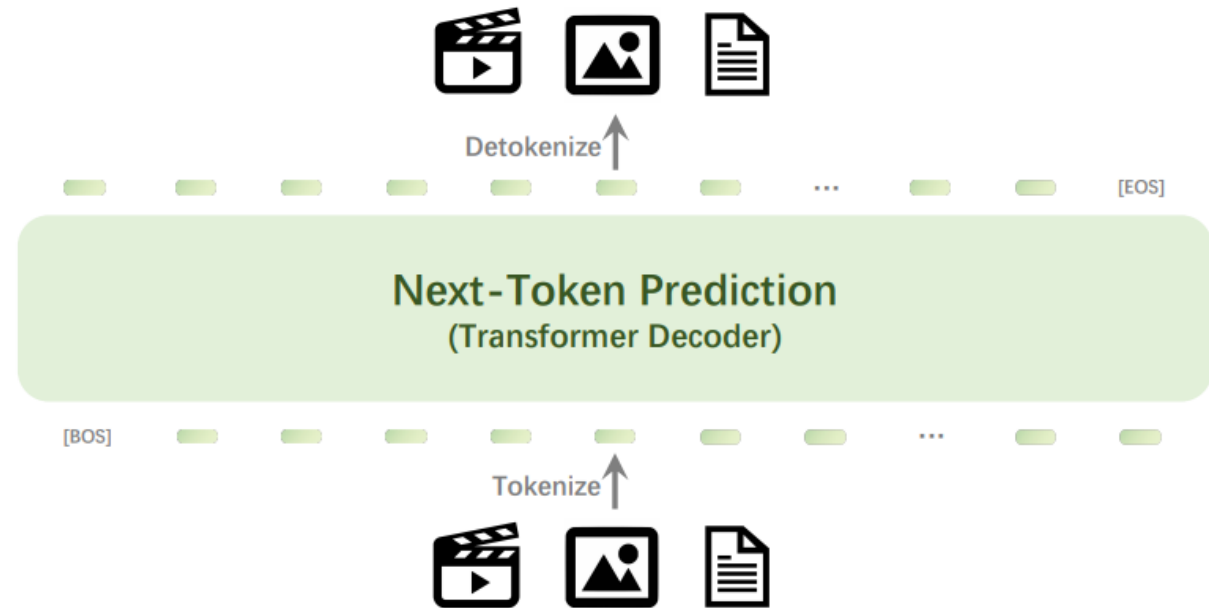 Detokenize
... [EOS]
Next-Token Prediction
(Transformer Decoder)
[BOS] ...
Tokenize